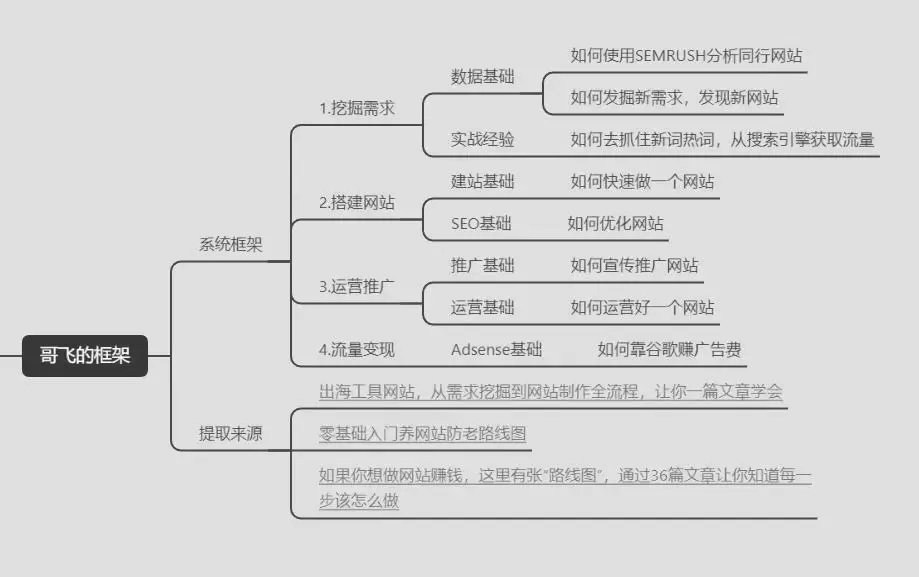 哥飞的框架
系统框架
1.挖掘需求
数据基础
如何使用SEMRUSH分析同行网站
如何发掘新需求，发现新网站
实战经验
如何去抓住新词热词，从搜索引擎获取流量
2.搭建网站
建站基础
如何快速做一个网站
SEO基础
如何优化网站
3.运营推广
推广基础
如何宣传推广网站
运营基础
如何运营好一个网站
4.流量变现
Adsense基础
如何靠谷歌赚广告费
提取来源
出海工具网站，从需求挖掘到网站制作全流程，让你一篇文章学会
零基础入门养网站防老路线图
如果你想做网站赚钱，这里有张“路线图”，通过36篇文章让你知道每一
步该怎么做